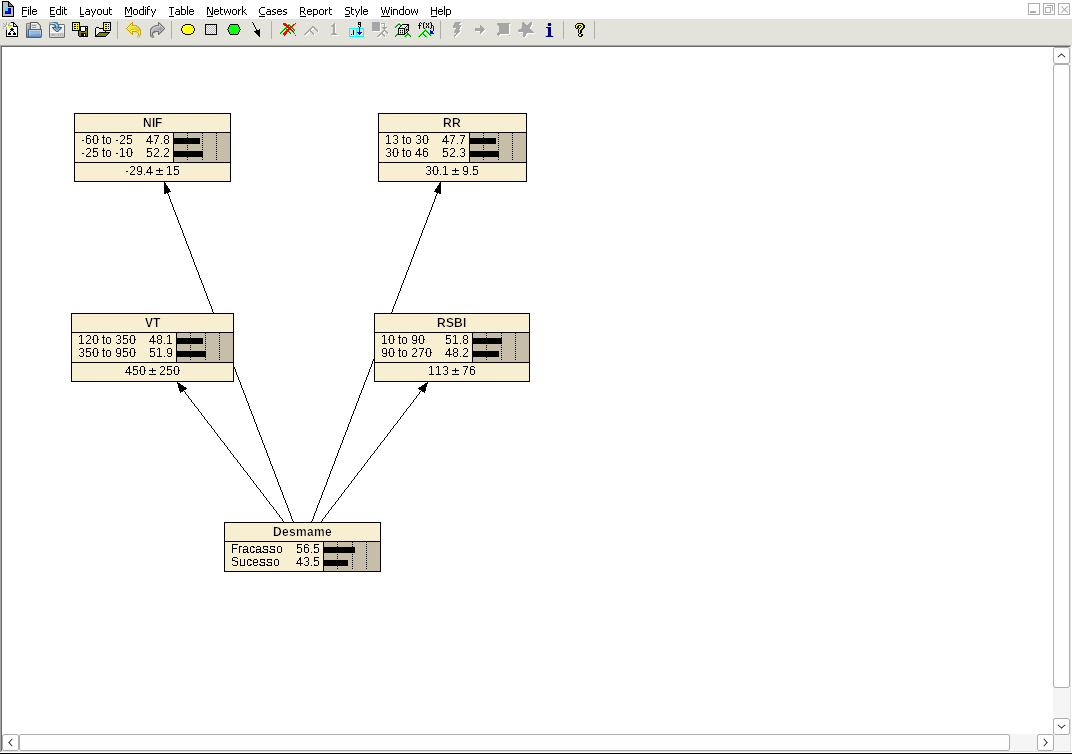 File Edit Layout Modify Table Network Cases Report Style Window Help
1 f(x) i ?
NIF
-60 to -25 47.8
-25 to -10 52.2
-29.4 ± 15
RR
13 to 30 47.7
30 to 46 52.3
30.1 ± 9.5
VT
120 to 350 48.1
350 to 950 51.9
450 ± 250
RSBI
10 to 90 51.8
90 to 270 48.2
113 ± 76
Desmame
Fracasso 56.5
Sucesso 43.5